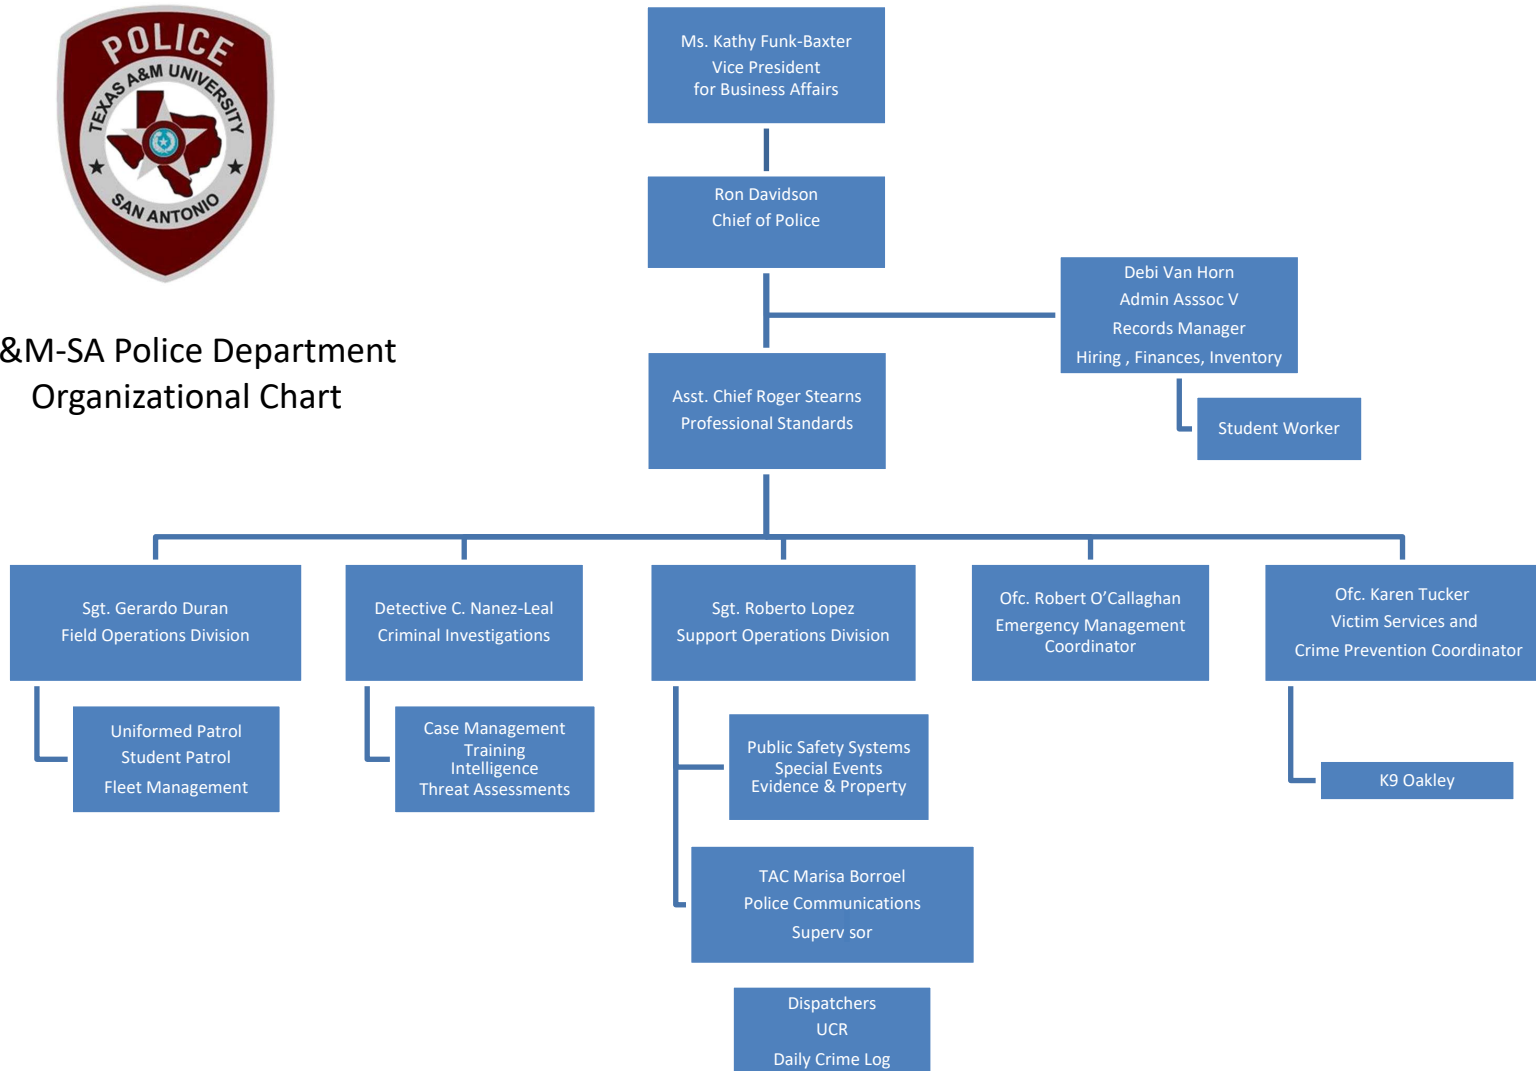 POLICE
TEXAS A&M UNIVERSITY
SAN ANTONIO
&M-SA Police Department
Organizational Chart
Ms. Kathy Funk-Baxter
Vice President
for Business Affairs
Ron Davidson
Chief of Police
Debi Van Horn
Admin Asssoc V
Records Manager
Hiring , Finances, Inventory
Student Worker
Asst. Chief Roger Stearns
Professional Standards
Sgt. Gerardo Duran
Field Operations Division
Uniformed Patrol
Student Patrol
Fleet Management
Detective C. Nanez-Leal
Criminal Investigations
Case Management
Training
Intelligence
Threat Assessments
Sgt. Roberto Lopez
Support Operations Division
Public Safety Systems
Special Events
Evidence & Property
TAC Marisa Borroel
Police Communications
Superv sor
Dispatchers
UCR
Daily Crime Log
Ofc. Robert O’Callaghan
Emergency Management
Coordinator
Ofc. Karen Tucker
Victim Services and
Crime Prevention Coordinator
K9 Oakley